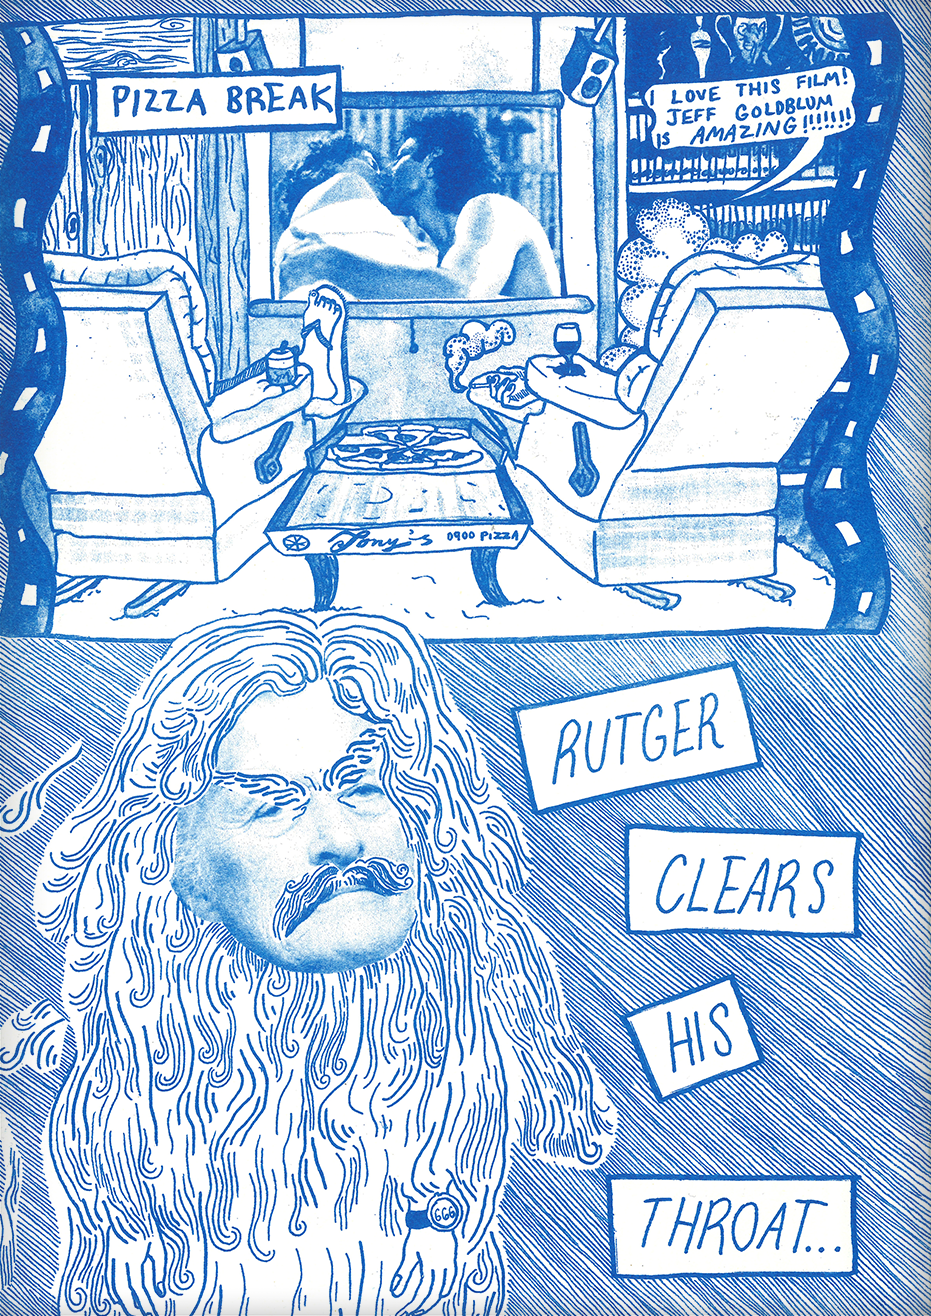 PIZZA BREAK
I LOVE THIS FILM!
JEFF GOLDBLUM
IS AMAZING!!!!!!!
Tony's 0900 PIZZA
RUTGER
CLEARS
HIS
666
THROAT...